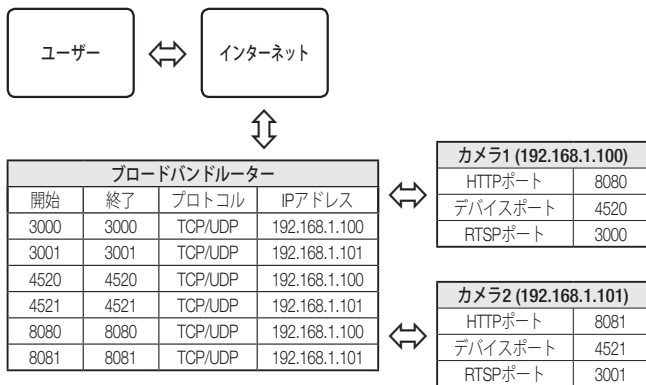 ユーザー
インターネット
ブロードバンドルーター
開始 終了 プロトコル IPアドレス
3000 3000 TCP/UDP 192.168.1.100
3001 3001 TCP/UDP 192.168.1.101
4520 4520 TCP/UDP 192.168.1.100
4521 4521 TCP/UDP 192.168.1.101
8080 8080 TCP/UDP 192.168.1.100
8081 8081 TCP/UDP 192.168.1.101
カメラ1 (192.168.1.100)
HTTPポート 8080
デバイスポート 4520
RTSPポート 3000
カメラ2 (192.168.1.101)
HTTPポート 8081
デバイスポート 4521
RTSPポート 3001